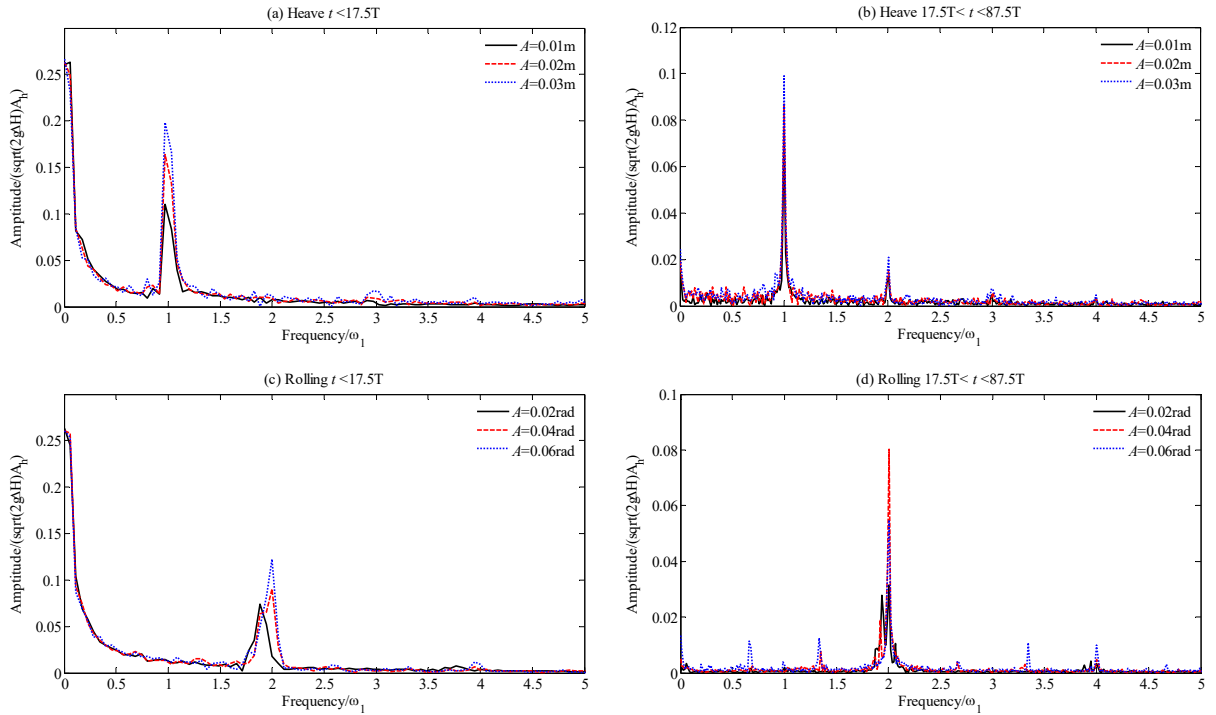 (a) Heave t <17.5T
A=0.01m
A=0.02m
A=0.03m
0.25
0.2
0.15
0.1
0.05
0
0 0.5 1 1.5 2 2.5 3 3.5 4 4.5 5
Amptitude/(sqrt(2gΔH)A_h)
Frequency/ω_1
(b) Heave 17.5T< t <87.5T
A=0.01m
A=0.02m
A=0.03m
0.12
0.1
0.08
0.06
0.04
0.02
0
0 0.5 1 1.5 2 2.5 3 3.5 4 4.5 5
Amptitude/(sqrt(2gΔH)A_h)
Frequency/ω_1
(c) Rolling t <17.5T
A=0.02rad
A=0.04rad
A=0.06rad
0.25
0.2
0.15
0.1
0.05
0
0 0.5 1 1.5 2 2.5 3 3.5 4 4.5 5
Amptitude/(sqrt(2gΔH)A_h)
Frequency/ω_1
(d) Rolling 17.5T< t <87.5T
A=0.02rad
A=0.04rad
A=0.06rad
0.1
0.08
0.06
0.04
0.02
0
0 0.5 1 1.5 2 2.5 3 3.5 4 4.5 5
Amptitude/(sqrt(2gΔH)A_h)
Frequency/ω_1